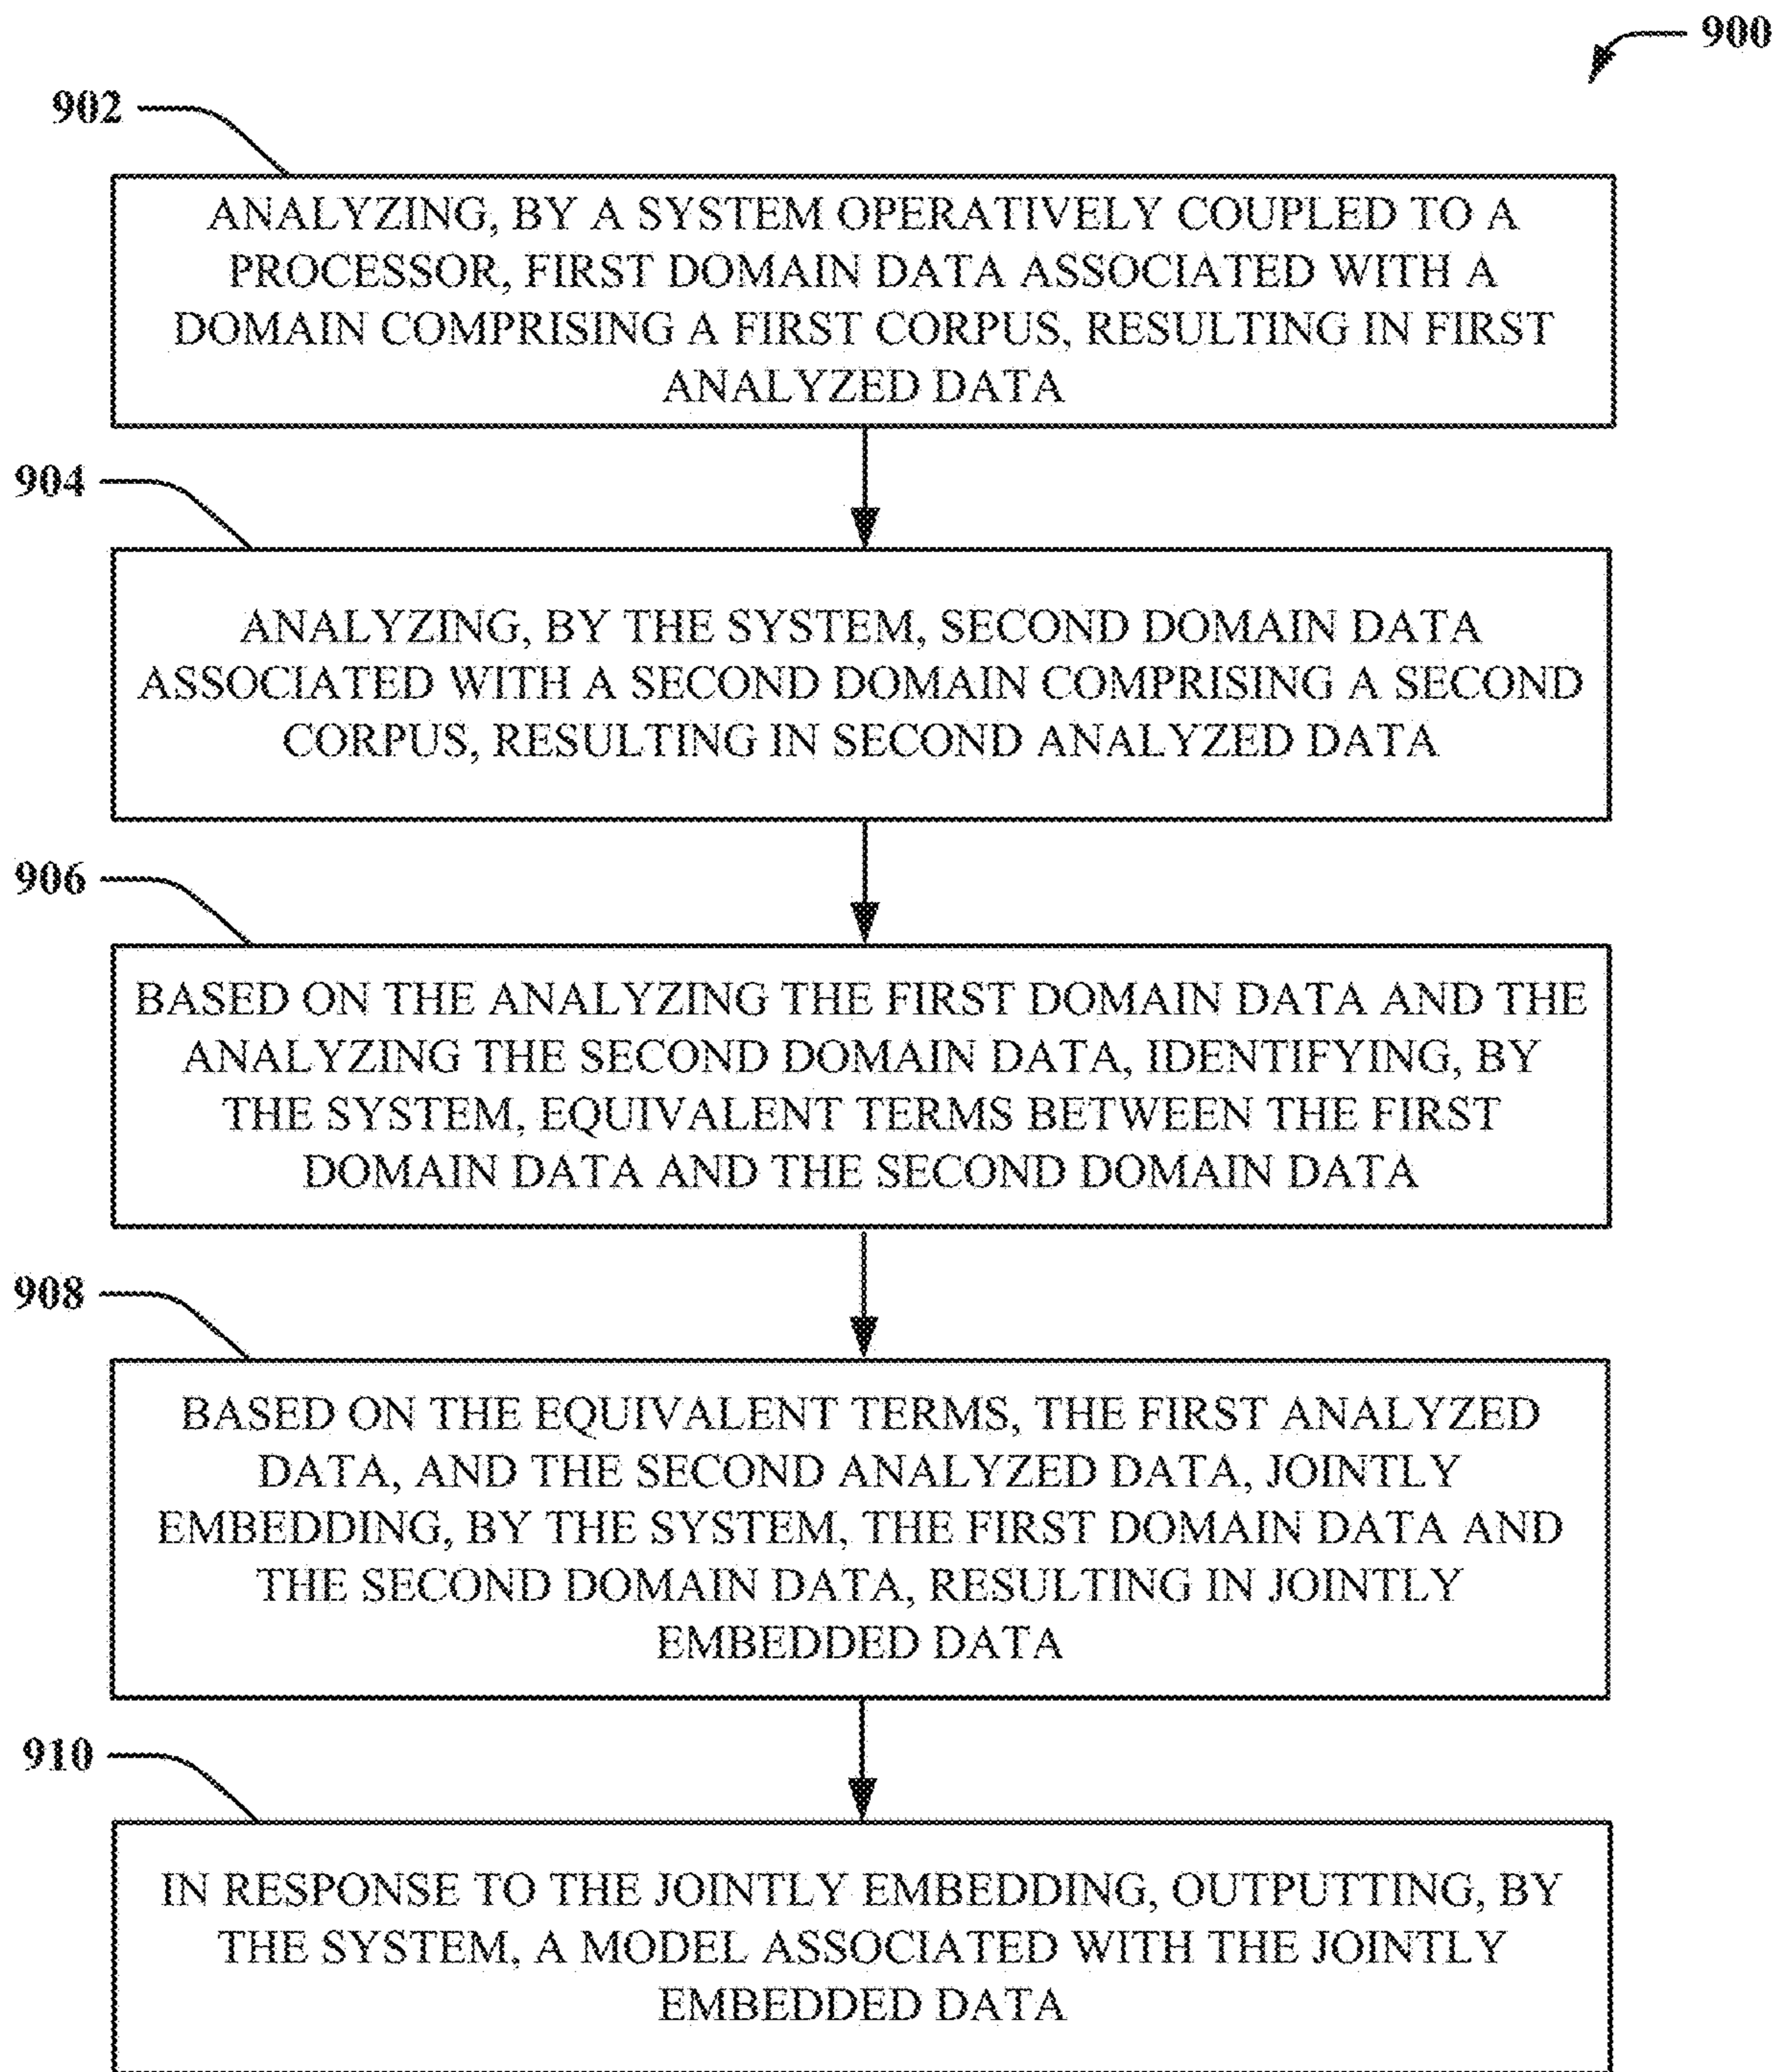 900
902
ANALYZING, BY A SYSTEM OPERATIVELY COUPLED TO A
PROCESSOR, FIRST DOMAIN DATA ASSOCIATED WITH A
DOMAIN COMPRISING A FIRST CORPUS, RESULTING IN FIRST
ANALYZED DATA
904
ANALYZING, BY THE SYSTEM, SECOND DOMAIN DATA
ASSOCIATED WITH A SECOND DOMAIN COMPRISING A SECOND
CORPUS, RESULTING IN SECOND ANALYZED DATA
906
BASED ON THE ANALYZING THE FIRST DOMAIN DATA AND THE
ANALYZING THE SECOND DOMAIN DATA, IDENTIFYING, BY
THE SYSTEM, EQUIVALENT TERMS BETWEEN THE FIRST
DOMAIN DATA AND THE SECOND DOMAIN DATA
908
BASED ON THE EQUIVALENT TERMS, THE FIRST ANALYZED
DATA, AND THE SECOND ANALYZED DATA, JOINTLY
EMBEDDING, BY THE SYSTEM, THE FIRST DOMAIN DATA AND
THE SECOND DOMAIN DATA, RESULTING IN JOINTLY
EMBEDDED DATA
910
IN RESPONSE TO THE JOINTLY EMBEDDING, OUTPUTTING, BY
THE SYSTEM, A MODEL ASSOCIATED WITH THE JOINTLY
EMBEDDED DATA